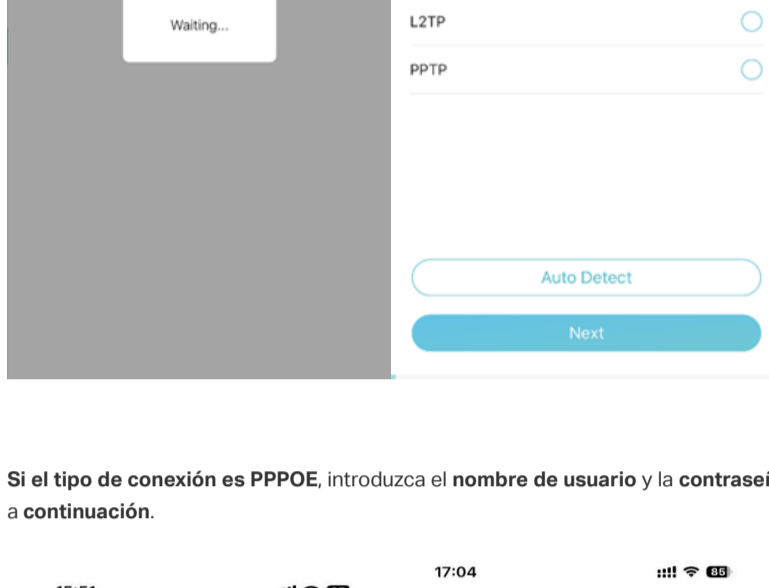 Waiting...
L2TP
PPTP
Auto Detect
Next
Si el tipo de conexión es PPPOE, introduzca el nombre de usuario y la
a continuación.
17:04
85